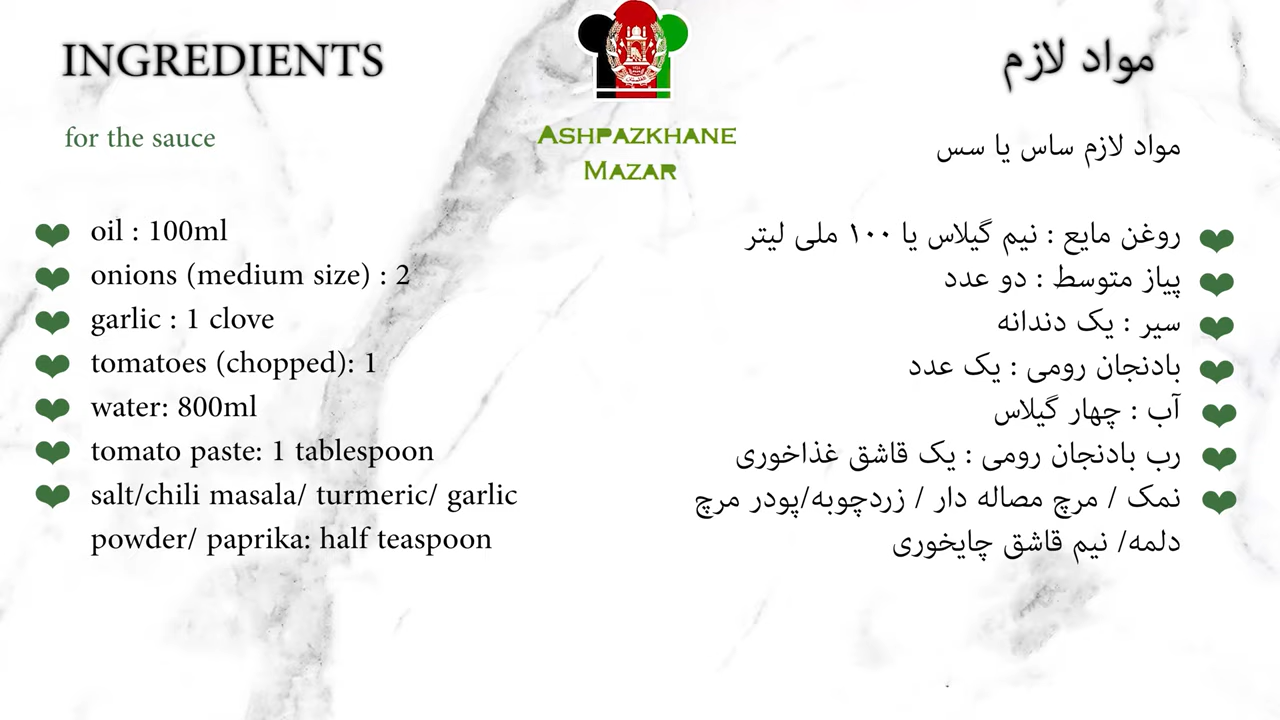 INGREDIENTS
for the sauce
oil : 100ml
onions (medium size) : 2
garlic : 1 clove
tomatoes (chopped): 1
water: 800ml
tomato paste: 1 tablespoon
salt/chili masala/ turmeric/ garlic
powder/ paprika: half teaspoon
ASHPAZKHANE
MAZAR
مواد لازم
مواد لازم ساس یا سس
روغن مایع : نیم گیلاس یا ۱۰۰ ملی لیتر
پیاز متوسط : دو عدد
سیر : یک دندانه
بادنجان رومی : یک عدد
آب : چهار گیلاس
رب بادنجان رومی : یک قاشق غذاخوری
نمک / مرچ مصاله دار / زردچوبه/پودر مرچ
دلمه/ نیم قاشق چایخوری